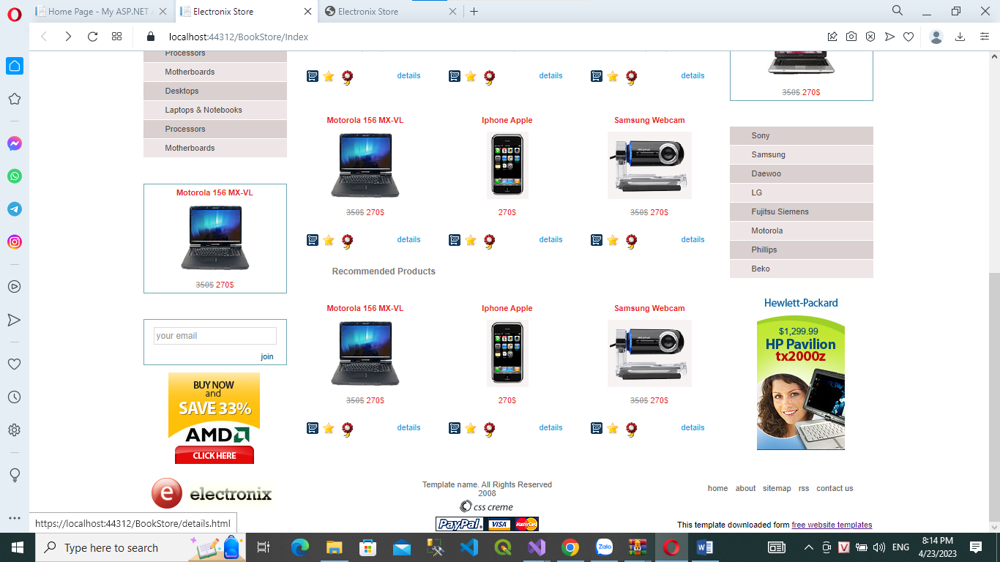 Home Page - My ASP.NET
Electronix Store
Electronix Store
localhost:44312/BookStore/Index
Processors
Motherboards
Desktops
Laptops & Notebooks
Processors
Motherboards
Motorola 156 MX-VL
350$ 270$
your email
join
BUY NOW
and
SAVE 33%
AMD
CLICK HERE
details
details
details
Motorola 156 MX-VL
Iphone Apple
Samsung Webcam
350$ 270$
270$
350$ 270$
details
details
details
Recommended Products
Motorola 156 MX-VL
Iphone Apple
Samsung Webcam
350$ 270$
270$
350$ 270$
details
details
details
350$ 270$
Sony
Samsung
Daewoo
LG
Fujitsu Siemens
Motorola
Phillips
Beko
Hewlett-Packard
$1,299.99
HP Pavilion
tx2000z
e electronix
Template name. All Rights Reserved
2008
css creme
PayPal VISA MasterCard
home about sitemap rss contact us
This template downloaded form free website templates
https://localhost:44312/BookStore/details.html
Type here to search
Zalo
V
ENG
8:14 PM
4/23/2023